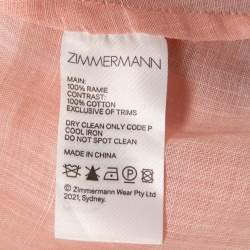 ZIMMERMANN
MAIN:
100% RAMIE
CONTRAST:
100% COTTON
EXCLUSIVE OF TRIMS
DRY CLEAN ONLY CODE P
COOL IRON
DO NOT SPOT CLEAN
MADE IN CHINA
© Zimmermann Wear Pty Ltd
2021, Sydney.